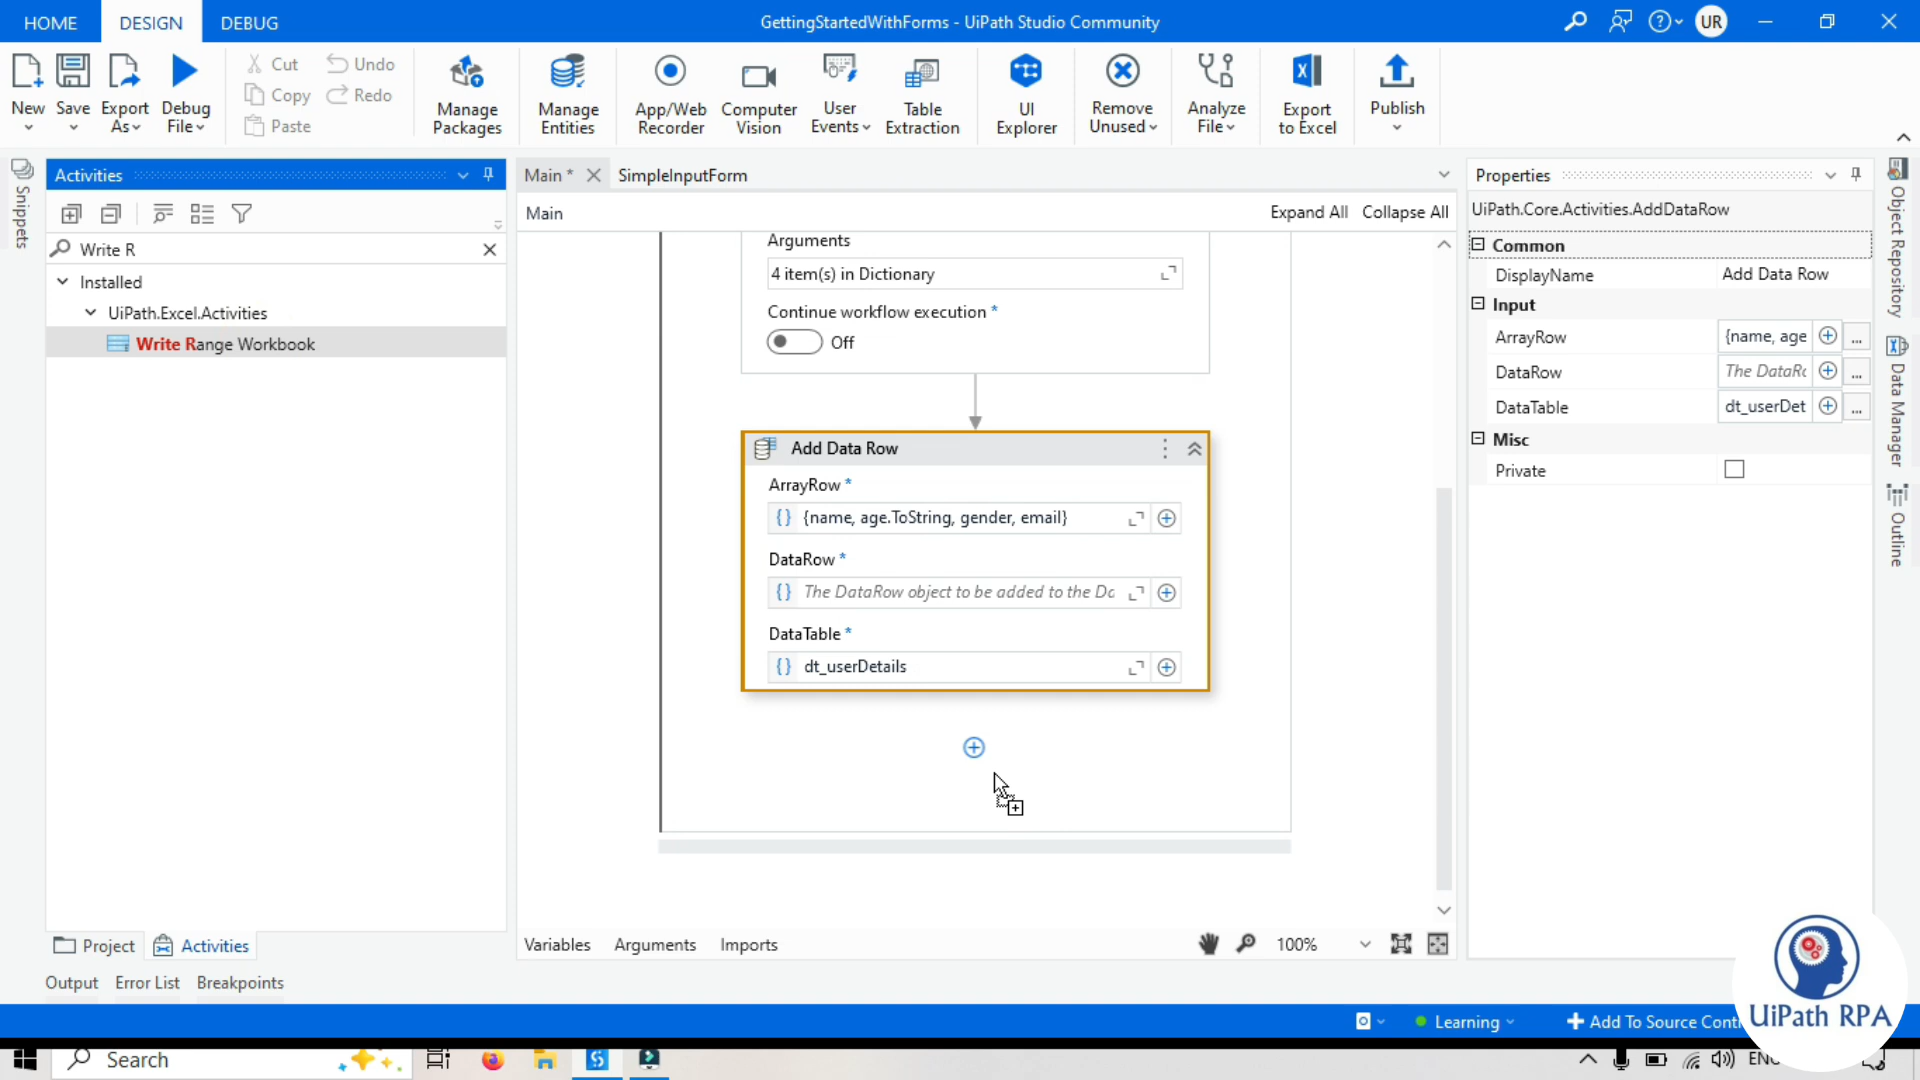 HOME
DESIGN
DEBUG
GettingStartedWithForms - UiPath Studio Community
UR
New
Save
Export As
Debug File
Cut
Copy
Paste
Undo
Redo
Manage Packages
Manage Entities
App/Web Recorder
Computer Vision
User Events
Table Extraction
UI Explorer
Remove Unused
Analyze File
Export to Excel
Publish
Snippets
Activities
Write R
Installed
UiPath.Excel.Activities
Write Range Workbook
Main *
SimpleInputForm
Main
Expand All
Collapse All
Arguments
4 item(s) in Dictionary
Continue workflow execution *
Off
Add Data Row
ArrayRow *
{name, age.ToString, gender, email}
DataRow *
The DataRow object to be added to the Dc
DataTable *
dt_userDetails
Properties
UiPath.Core.Activities.AddDataRow
Common
DisplayName
Add Data Row
Input
ArrayRow
{name, age
...
DataRow
The DataRc
...
DataTable
dt_userDet
...
Misc
Private
Object Repository
Data Manager
Outline
Project
Activities
Variables
Arguments
Imports
100%
Output
Error List
Breakpoints
Learning
Add To Source Contr
UiPath RPA
Search
ENG